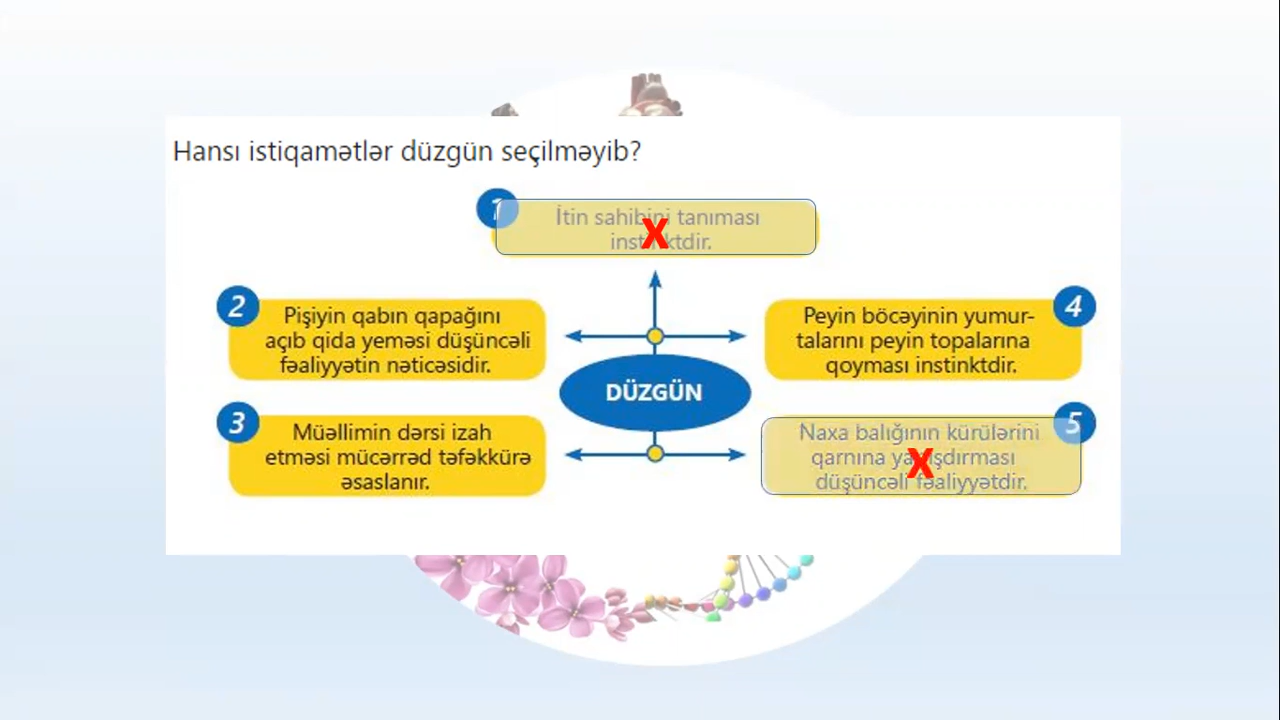 Hansı istiqamətlər düzgün seçilməyib?
1
İtin sahibini tanıması
instinktdir.
X
2
Pişiyin qabın qapağını
açıb qida yeməsi düşüncəli
fəaliyyətin nəticəsidir.
4
Peyin böcəyinin yumur-
talarını peyin topalarına
qoyması instinktdir.
DÜZGÜN
3
Müəllimin dərsi izah
etməsi mücərrəd təfəkkürə
əsaslanır.
5
Naxa balığının kürülərini
qarnına yapışdırması
düşüncəli fəaliyyətdir.
X